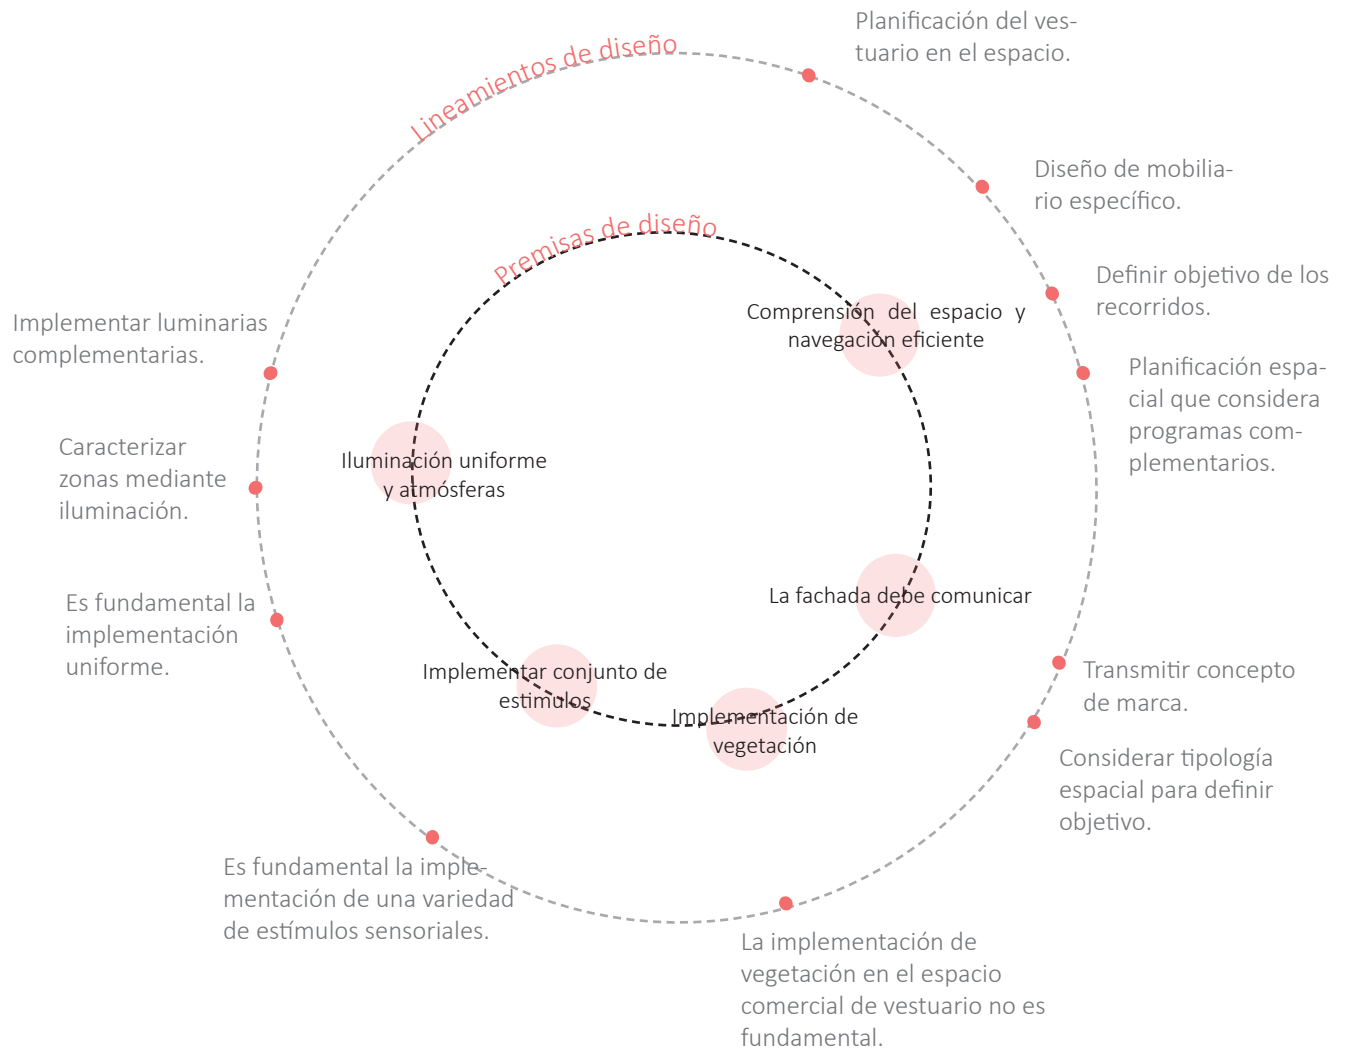 Lineamientos de diseño
Planificación del ves-
tuario en el espacio.
Diseño de mobilia-
rio específico.
Definir objetivo de los
recorridos.
Planificación espa-
cial que considera
programas com-
plementarios.
Transmitir concepto
de marca.
Considerar tipología
espacial para definir
objetivo.
La implementación de
vegetación en el espacio
comercial de vestuario no es
fundamental.
Es fundamental la imple-
mentación de una variedad
de estímulos sensoriales.
Es fundamental la
implementación
uniforme.
Caracterizar
zonas mediante
iluminación.
Implementar luminarias
complementarias.
Premisas de diseño
Comprensión del espacio y
navegación eficiente
La fachada debe comunicar
Implementación de
vegetación
Implementar conjunto de
estímulos
Iluminación uniforme
y atmósferas